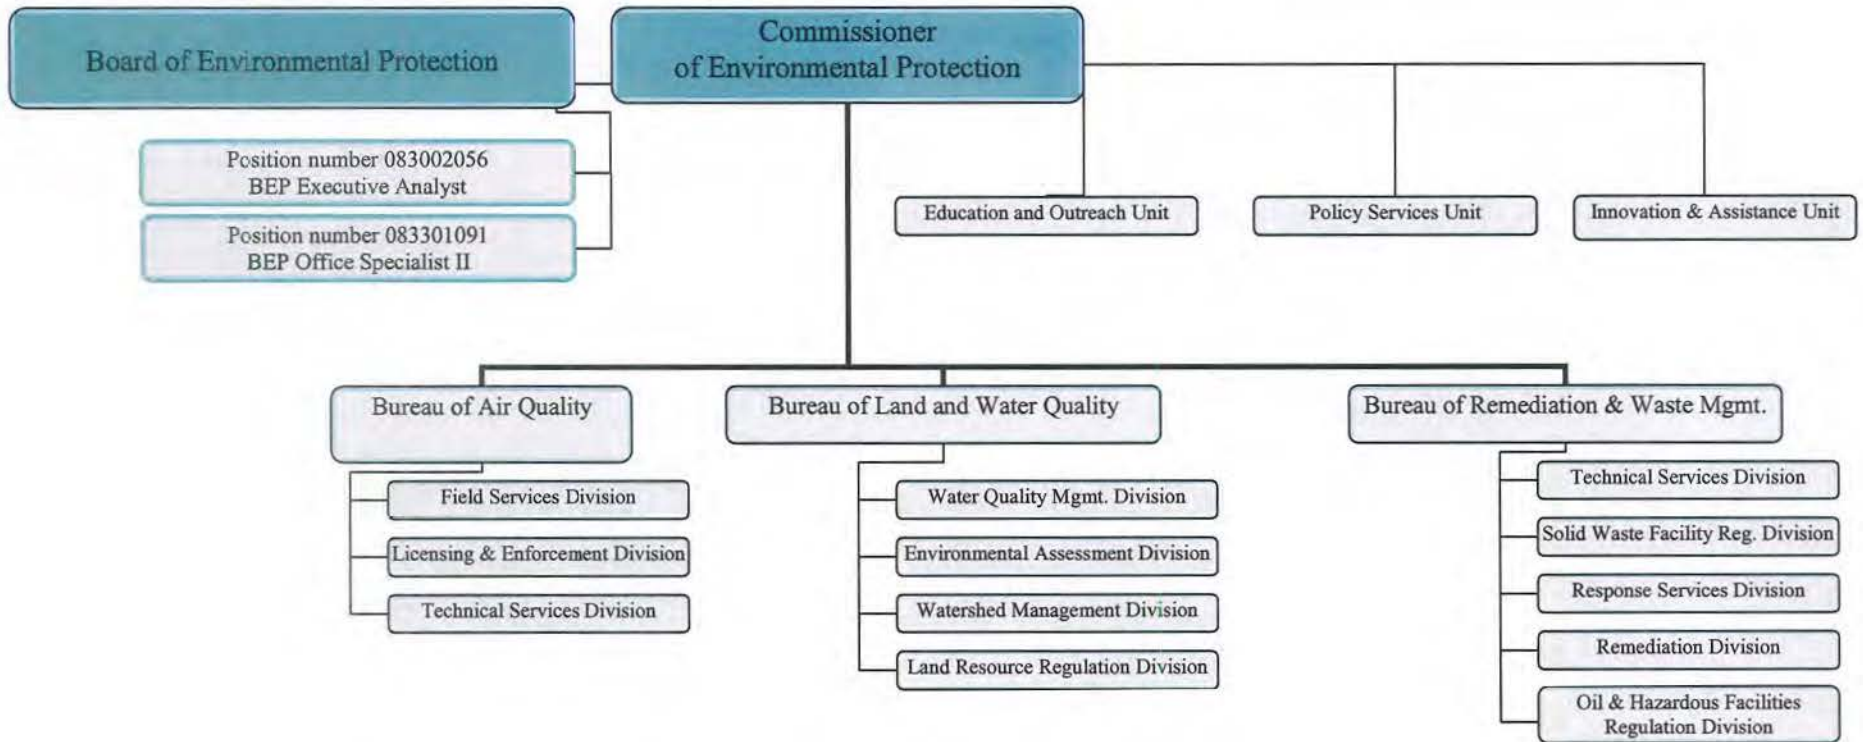 Board of Environmental Protection
Commissioner
of Environmental Protection
Position number 083002056
BEP Executive Analyst
Position number 083301091
BEP Office Specialist II
Education and Outreach Unit
Policy Services Unit
Innovation & Assistance Unit
Bureau of Air Quality
Field Services Division
Licensing & Enforcement Division
Technical Services Division
Bureau of Land and Water Quality
Water Quality Mgmt. Division
Environmental Assessment Division
Watershed Management Division
Land Resource Regulation Division
Bureau of Remediation & Waste Mgmt.
Technical Services Division
Solid Waste Facility Reg. Division
Response Services Division
Remediation Division
Oil & Hazardous Facilities
Regulation Division